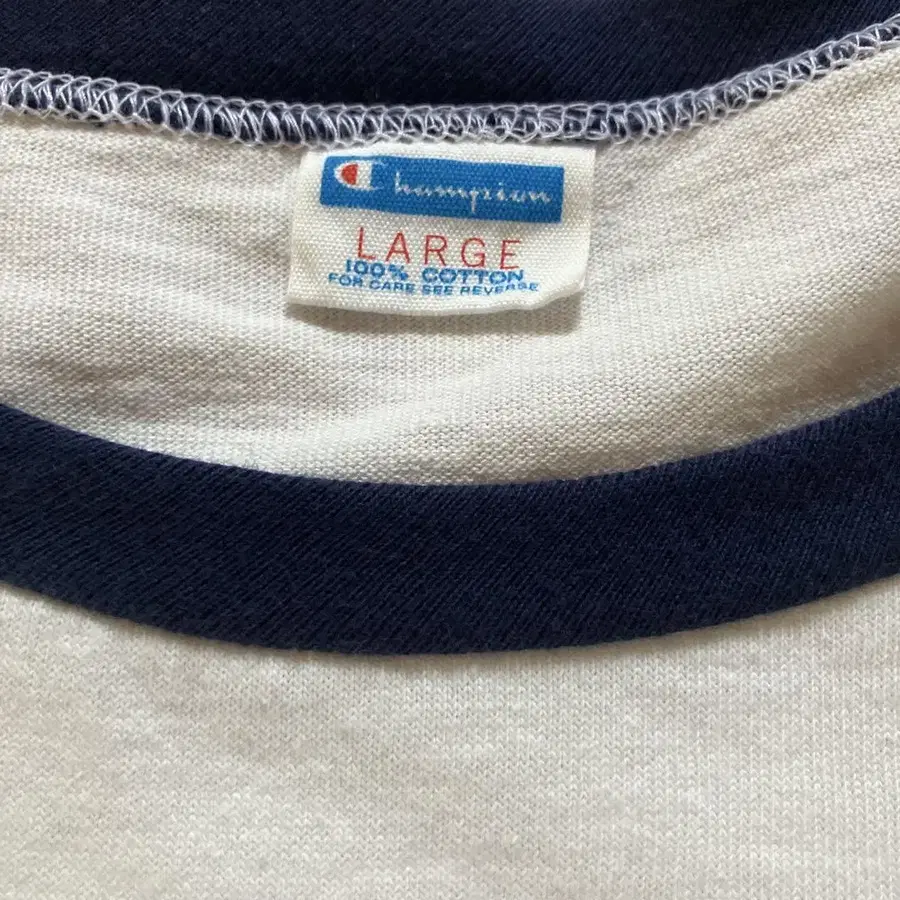 Champion
LARGE
100% COTTON
FOR CARE SEE REVERSE